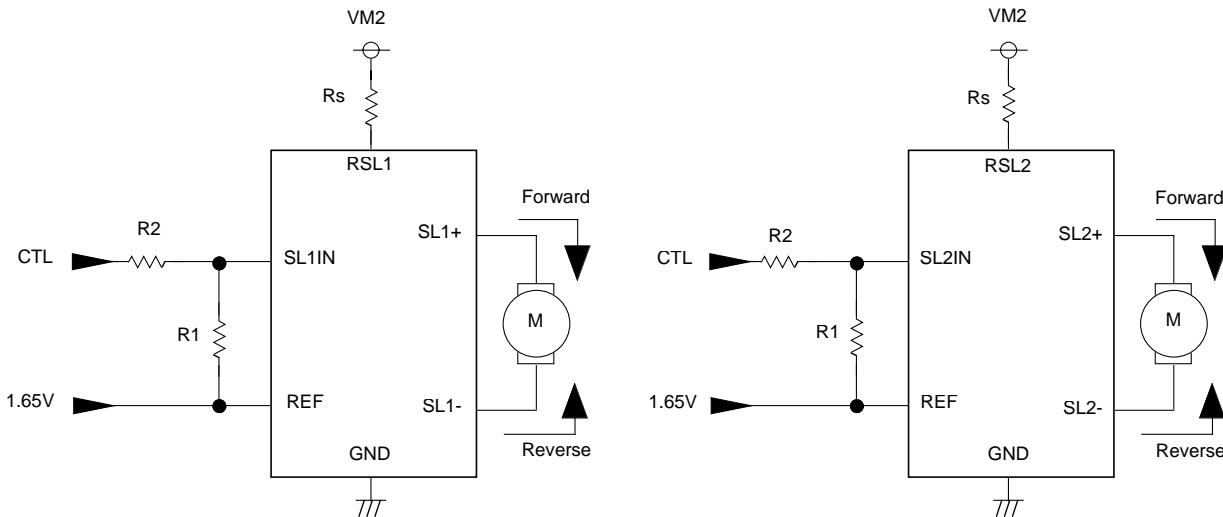 VM2
Rs
RSL1
Forward
R2
SL1+
CTL
SL1IN
M
R1
1.65V
REF
SL1-
GND
Reverse
VM2
Rs
RSL2
Forward
R2
SL2+
CTL
SL2IN
M
R1
1.65V
REF
SL2-
GND
Reverse